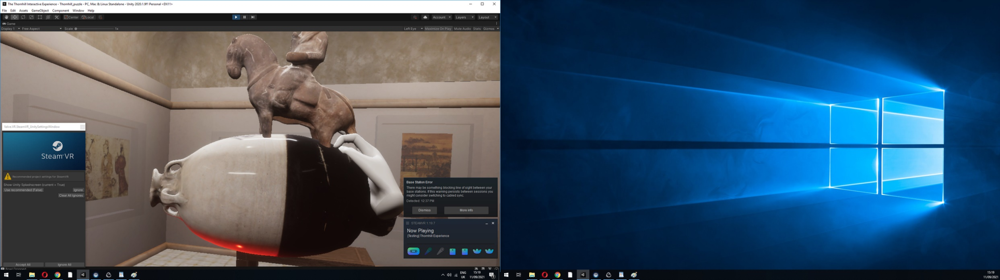 The Thornhill Interactive Experience - Thornhill_puzzle - PC, Mac & Linux Standalone - Unity 2020.1.9f1 Personal <DX11>
File Edit Assets GameObject Component Window Help
Center Local Account Layers Layout
Game
Display 1 Free Aspect Scale 1x Left Eye Maximize On Play Mute Audio Stats Gizmos
Valve.VR.SteamVR_UnitySettingsWindow
Steam VR
Recommended project settings for SteamVR:
Show Unity Splashscreen (current = True)
Use recommended (False) Ignore
Clear All Ignores
Accept All Ignore All
Bowl Dropped
Base Station Error
There may be something blocking line of sight between your
base stations. If this warning persists between sessions you
might consider switching to cabled sync.
Detected: 12:37 PM
Dismiss More info
STEAMVR 1.19.7
Now Playing
[Testing] Thornhill Experience
ENG
UK
15:19
11/09/2021
1
15:19
11/09/2021